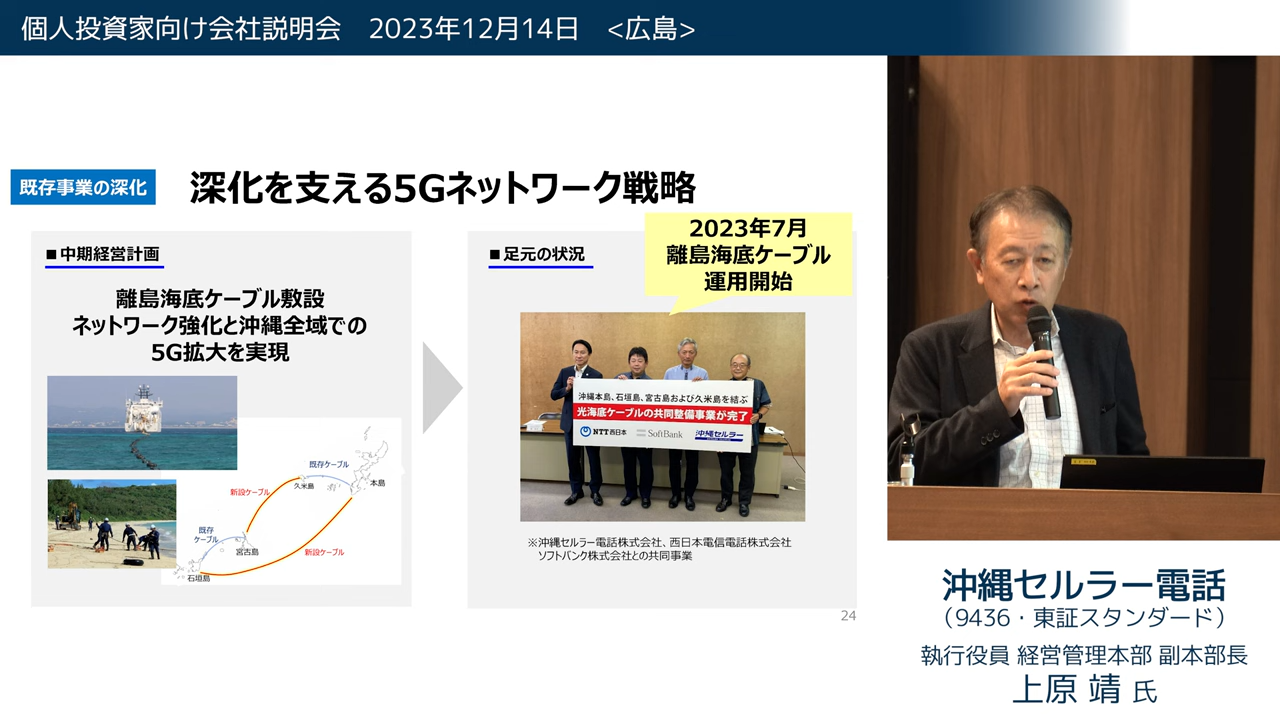 個人投資家向け会社説明会　2023年12月14日　<広島>
既存事業の深化
深化を支える5Gネットワーク戦略
■中期経営計画
離島海底ケーブル敷設
ネットワーク強化と沖縄全域での
5G拡大を実現
既存ケーブル
本島
久米島
新設ケーブル
既存
ケーブル
宮古島
新設ケーブル
石垣島
■足元の状況
2023年7月
離島海底ケーブル
運用開始
沖縄本島、石垣島、宮古島および久米島を結ぶ
光海底ケーブルの共同整備事業が完了
NTT西日本 SoftBank 沖縄セルラー
※沖縄セルラー電話株式会社、西日本電信電話株式会社
ソフトバンク株式会社との共同事業
24
沖縄セルラー電話
（9436・東証スタンダード）
執行役員 経営管理本部 副本部長
上原 靖 氏